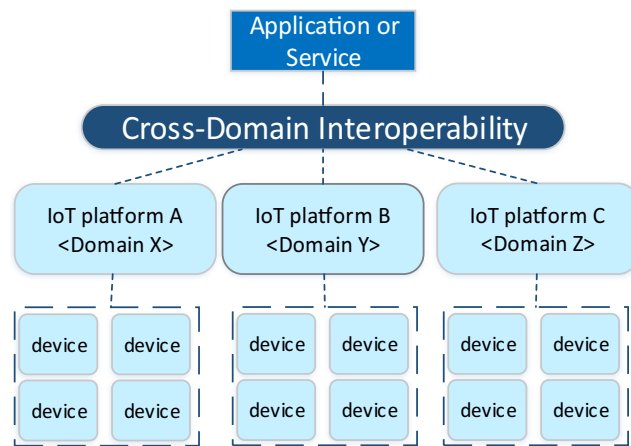 Application or
Service
Cross-Domain Interoperability
IoT platform A
<Domain X>
IoT platform B
<Domain Y>
IoT platform C
<Domain Z>
device device device device device device
device device device device device device